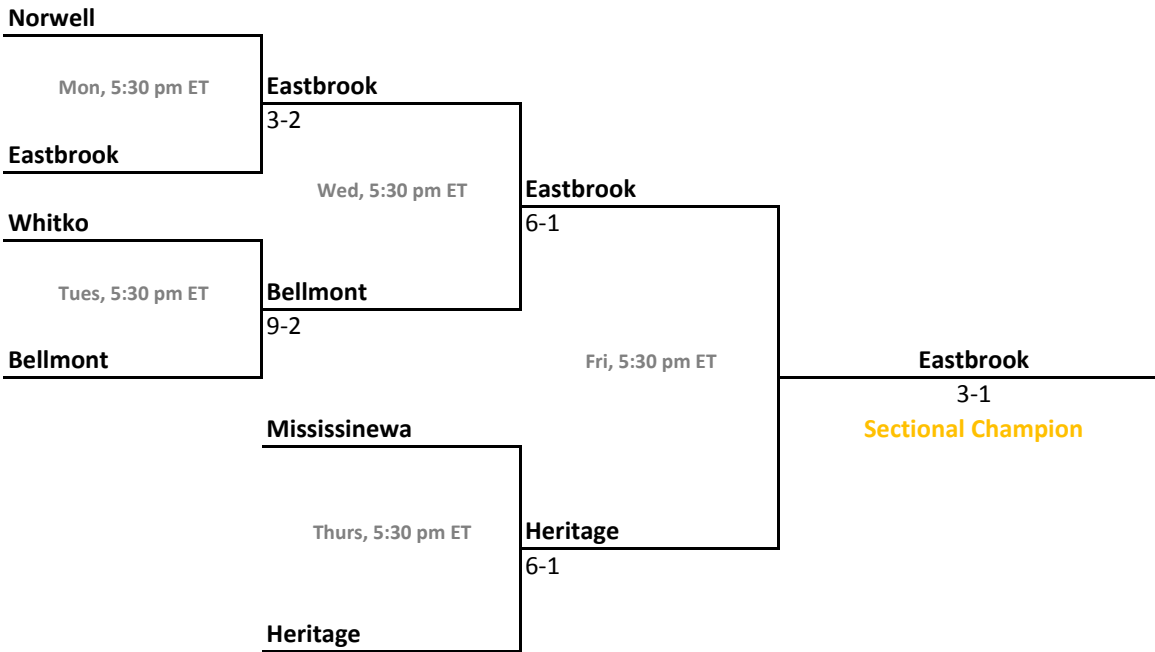 Norwell
Mon, 5:30 pm ET
Eastbrook
3-2
Eastbrook
Wed, 5:30 pm ET
Eastbrook
6-1
Whitko
Tues, 5:30 pm ET
Bellmont
9-2
Bellmont
Fri, 5:30 pm ET
Eastbrook
3-1
Sectional Champion
Mississinewa
Thurs, 5:30 pm ET
Heritage
6-1
Heritage